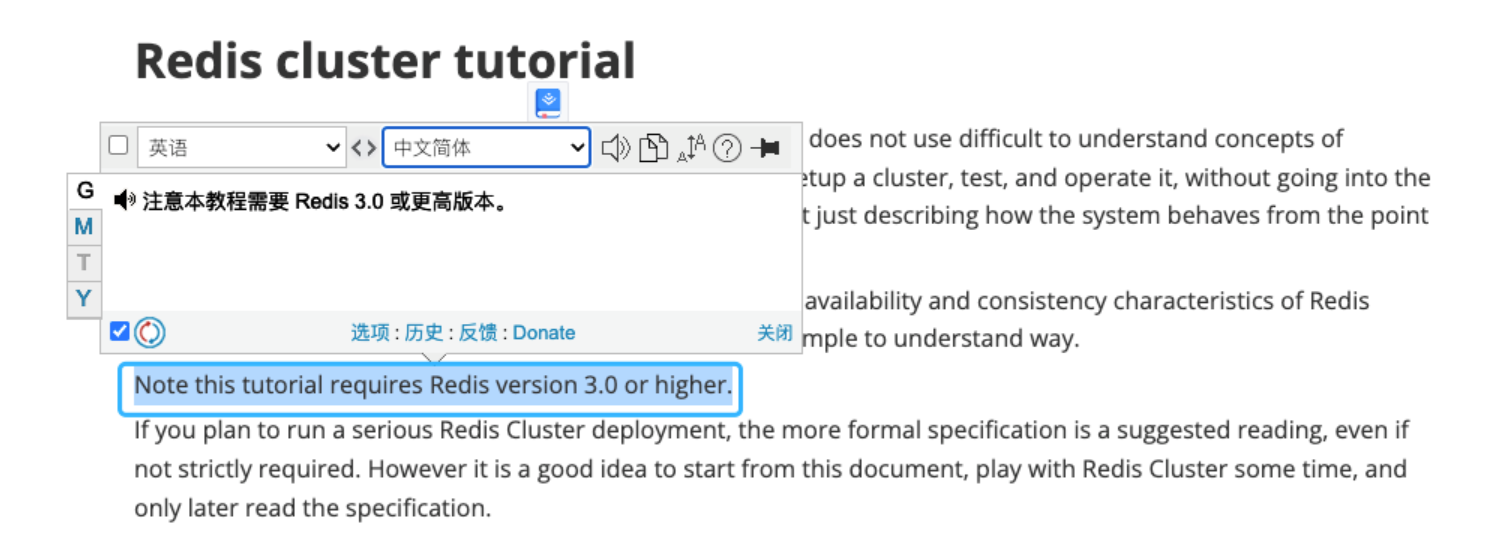 Redis cluster tutorial
英语 <> 中文简体
does not use difficult to understand concepts of
G
注意本教程需要 Redis 3.0 或更高版本。
etup a cluster, test, and operate it, without going into the
M
t just describing how the system behaves from the point
T
Y
availability and consistency characteristics of Redis
选项 : 历史 : 反馈 : Donate
关闭
mple to understand way.
Note this tutorial requires Redis version 3.0 or higher.
If you plan to run a serious Redis Cluster deployment, the more formal specification is a suggested reading, even if
not strictly required. However it is a good idea to start from this document, play with Redis Cluster some time, and
only later read the specification.